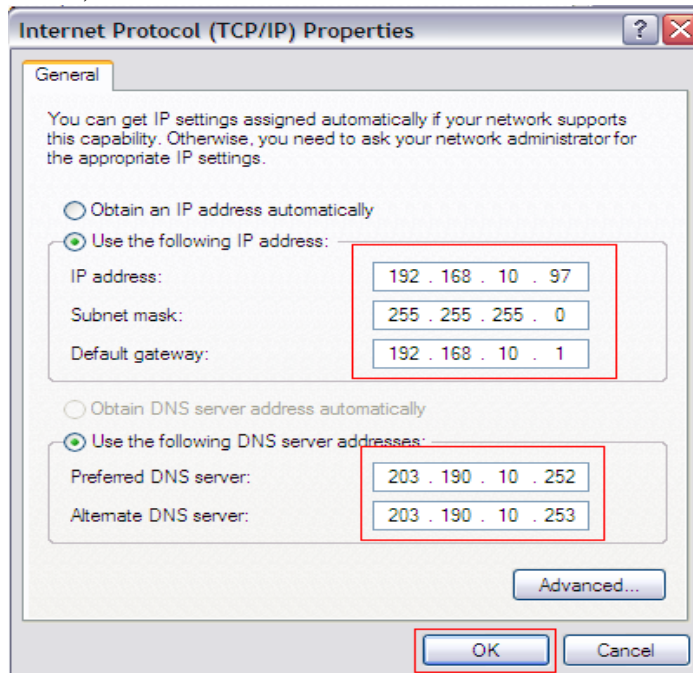 Internet Protocol (TCP/IP) Properties
General
You can get IP settings assigned automatically if your network supports
this capability. Otherwise, you need to ask your network administrator for
the appropriate IP settings.
Obtain an IP address automatically
Use the following IP address:
IP address: 192 . 168 . 10 . 97
Subnet mask: 255 . 255 . 255 . 0
Default gateway: 192 . 168 . 10 . 1
Obtain DNS server address automatically
Use the following DNS server addresses:
Preferred DNS server: 203 . 190 . 10 . 252
Alternate DNS server: 203 . 190 . 10 . 253
Advanced...
OK Cancel